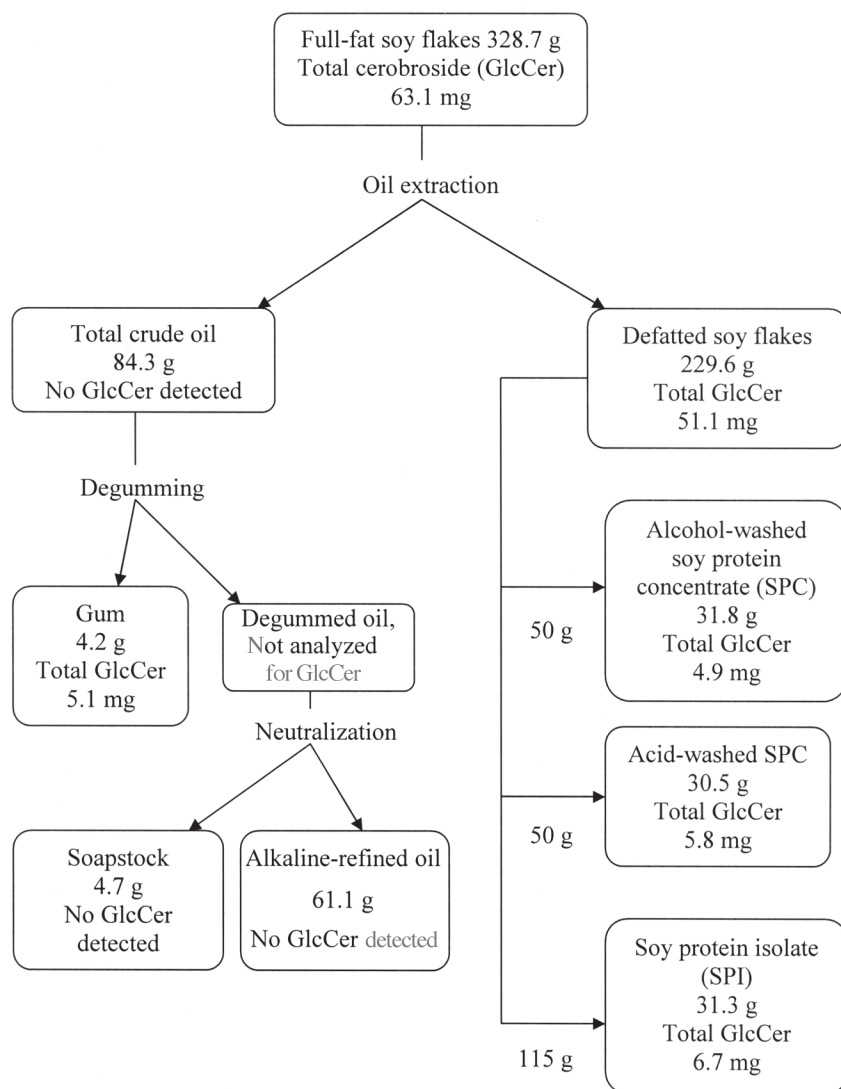 Full-fat soy flakes 328.7 g
Total cerobroside (GlcCer)
63.1 mg
Oil extraction
Total crude oil
84.3 g
No GlcCer detected
Defatted soy flakes
229.6 g
Total GlcCer
51.1 mg
Degumming
Gum
4.2 g
Total GlcCer
5.1 mg
Degummed oil,
Not analyzed
for GlcCer
Neutralization
Soapstock
4.7 g
No GlcCer
detected
Alkaline-refined oil
61.1 g
No GlcCer detected
50 g
Alcohol-washed
soy protein
concentrate (SPC)
31.8 g
Total GlcCer
4.9 mg
50 g
Acid-washed SPC
30.5 g
Total GlcCer
5.8 mg
115 g
Soy protein isolate
(SPI)
31.3 g
Total GlcCer
6.7 mg